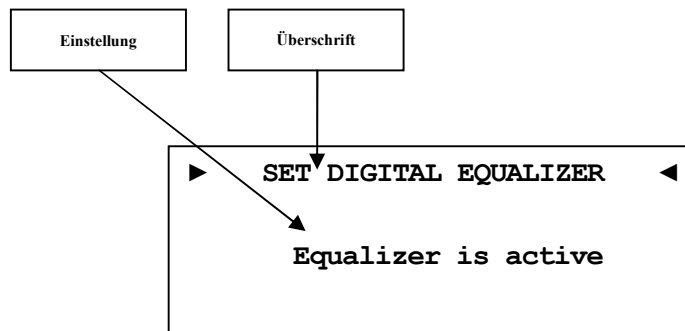 Einstellung
Überschrift
► SET DIGITAL EQUALIZER ◄
Equalizer is active